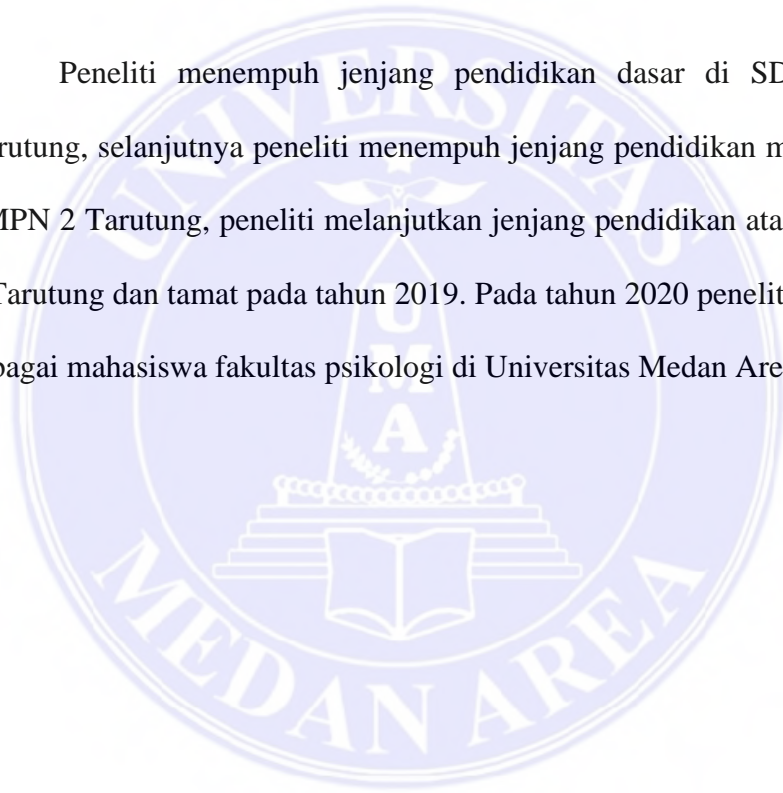 Peneliti menempuh jenjang pendidikan dasar di SD
rutung, selanjutnya peneliti menempuh jenjang pendidikan m
MPN 2 Tarutung, peneliti melanjutkan jenjang pendidikan ata
Tarutung dan tamat pada tahun 2019. Pada tahun 2020 penelit
bagai mahasiswa fakultas psikologi di Universitas Medan Are
UNIVERSITAS
UMA
MEDAN AREA